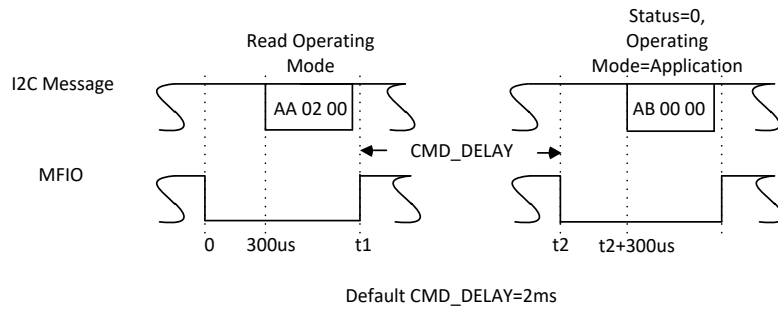 Status=0,
Read Operating Operating
Mode Mode=Application
I2C Message
AA 02 00 AB 00 00
CMD_DELAY
MFIO
0 300us t1 t2 t2+300us
Default CMD_DELAY=2ms